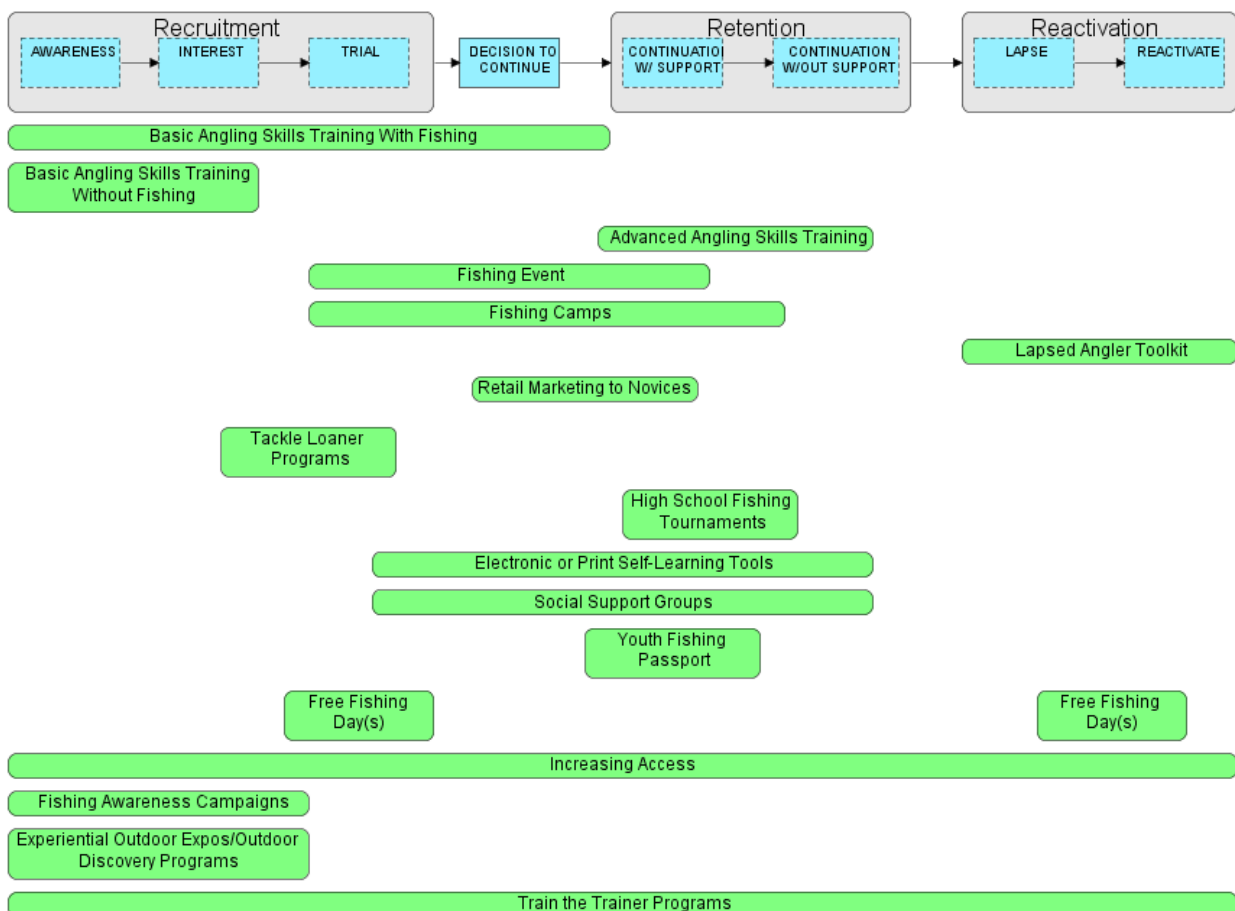 Recruitment
Retention
Reactivation
AWARENESS
INTEREST
TRIAL
DECISION TO
CONTINUE
CONTINUATION
W/ SUPPORT
CONTINUATION
W/OUT SUPPORT
LAPSE
REACTIVATE
Basic Angling Skills Training With Fishing
Basic Angling Skills Training
Without Fishing
Advanced Angling Skills Training
Fishing Event
Fishing Camps
Lapsed Angler Toolkit
Retail Marketing to Novices
Tackle Loaner
Programs
High School Fishing
Tournaments
Electronic or Print Self-Learning Tools
Social Support Groups
Youth Fishing
Passport
Free Fishing
Day(s)
Free Fishing
Day(s)
Increasing Access
Fishing Awareness Campaigns
Experiential Outdoor Expos/Outdoor
Discovery Programs
Train the Trainer Programs